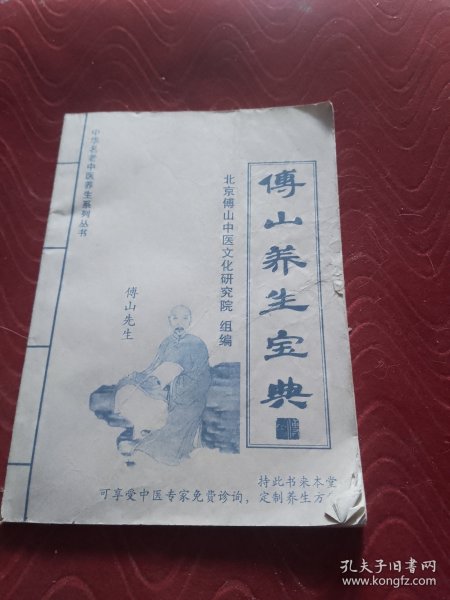 中华名老中医养生系列丛书
北京傅山中医文化研究院 组编
傅山养生宝典
傅山先生
持此书来本堂
可享受中医专家免费诊询，定制养生方
孔夫子旧书网
www.kongfz.com